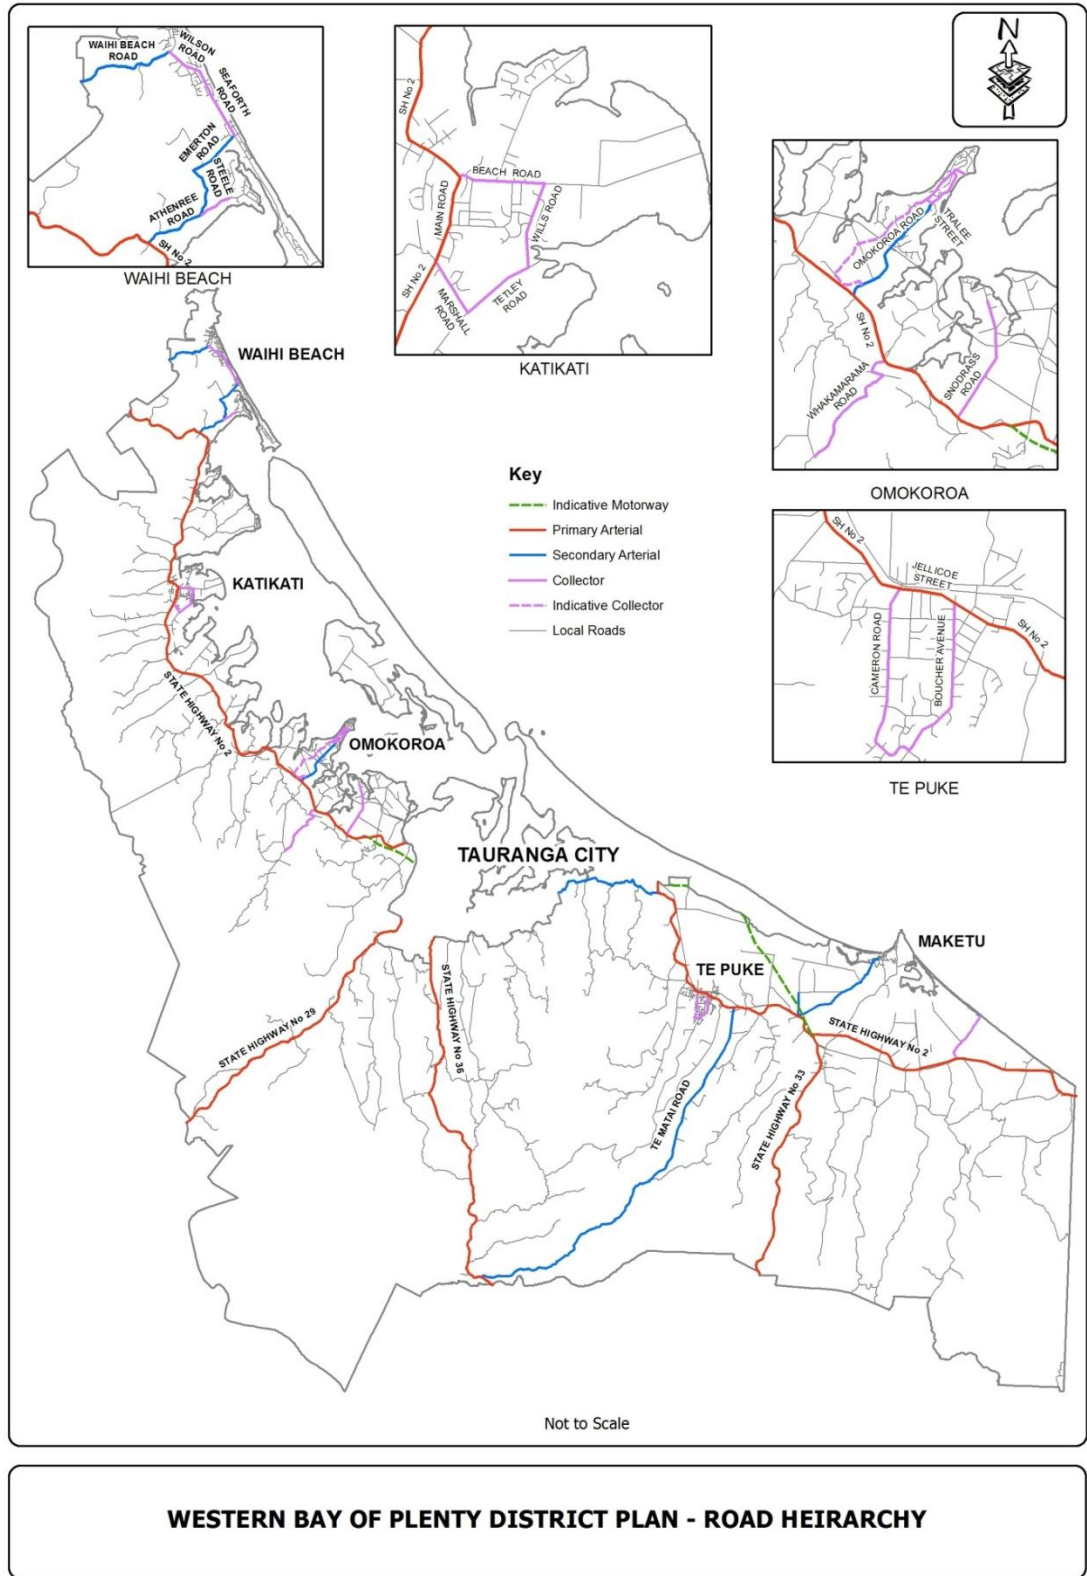 WAIHI BEACH
ROAD
WILSON
ROAD
SEAFORTH
ROAD
EMERTON
ROAD
STEELE
ROAD
ATHENREE
ROAD
SH No 2
WAIHI BEACH
SH No 2
BEACH ROAD
MAIN ROAD
WILLS ROAD
SH No 2
MARSHALL
ROAD
TETLEY
ROAD
KATIKATI
N
OMOKOROA ROAD
TRALEE
STREET
SH No 2
WHAKAMARAMA
ROAD
SNODRASS
ROAD
OMOKOROA
SH No 2
JELLICOE
STREET
CAMERON ROAD
BOUCHER AVENUE
SH No 2
TE PUKE
Key
Indicative Motorway
Primary Arterial
Secondary Arterial
Collector
Indicative Collector
Local Roads
WAIHI BEACH
KATIKATI
STATE HIGHWAY No 2
OMOKOROA
TAURANGA CITY
MAKETU
TE PUKE
STATE HIGHWAY No 29
STATE HIGHWAY No 36
STATE HIGHWAY No 2
TE MATAI ROAD
STATE HIGHWAY No 33
Not to Scale
WESTERN BAY OF PLENTY DISTRICT PLAN - ROAD HEIRARCHY